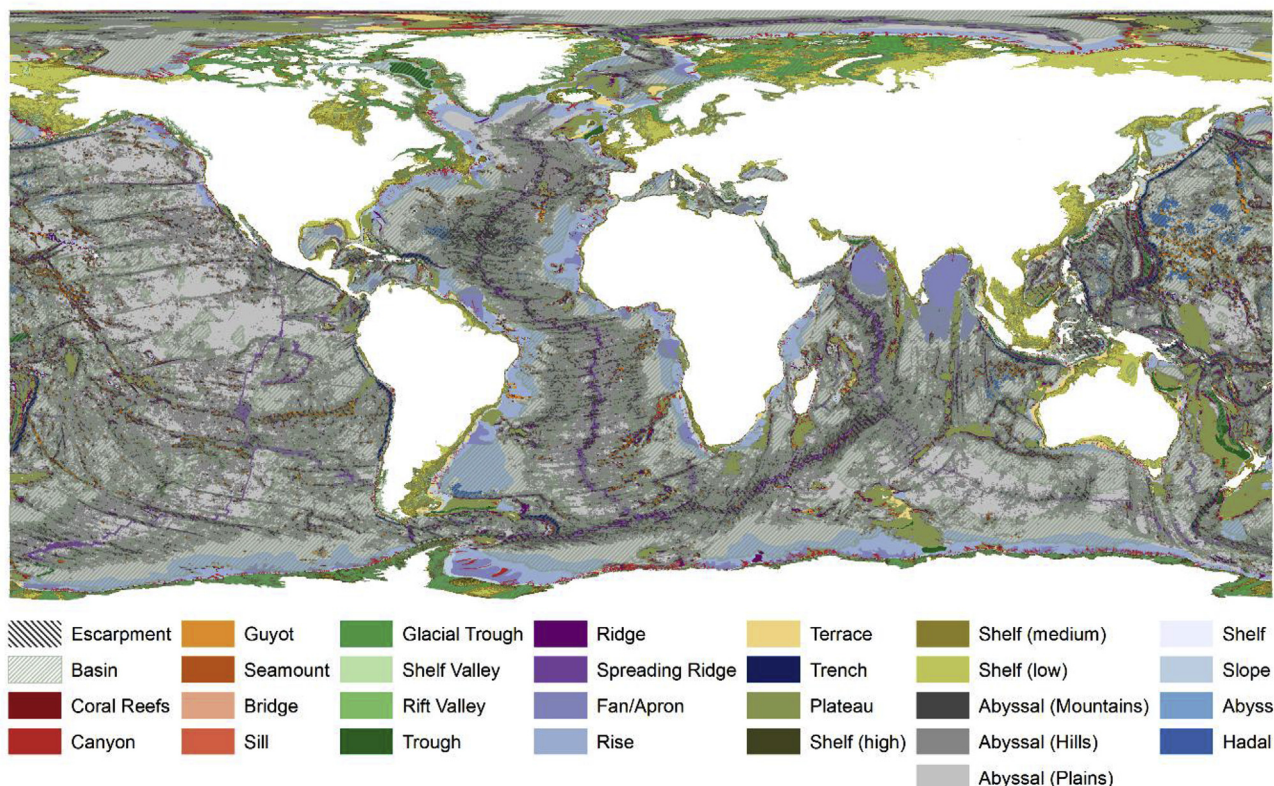 Escarpment
Basin
Coral Reefs
Canyon
Guyot
Seamount
Bridge
Sill
Glacial Trough
Shelf Valley
Rift Valley
Trough
Ridge
Spreading Ridge
Fan/Apron
Rise
Terrace
Trench
Plateau
Shelf (high)
Shelf (medium)
Shelf (low)
Abyssal (Mountains)
Abyssal (Hills)
Abyssal (Plains)
Shelf
Slope
Abyss
Hadal